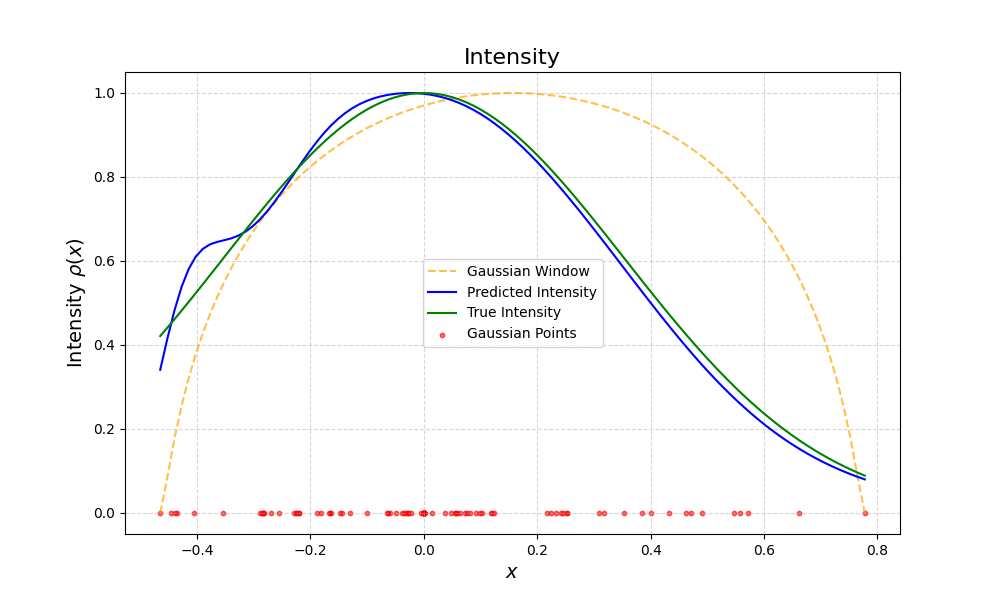 Intensity
1.0
0.8
0.6
0.4
0.2
0.0
Intensity ρ(x)
Gaussian Window
Predicted Intensity
True Intensity
Gaussian Points
−0.4 −0.2 0.0 0.2 0.4 0.6 0.8
x